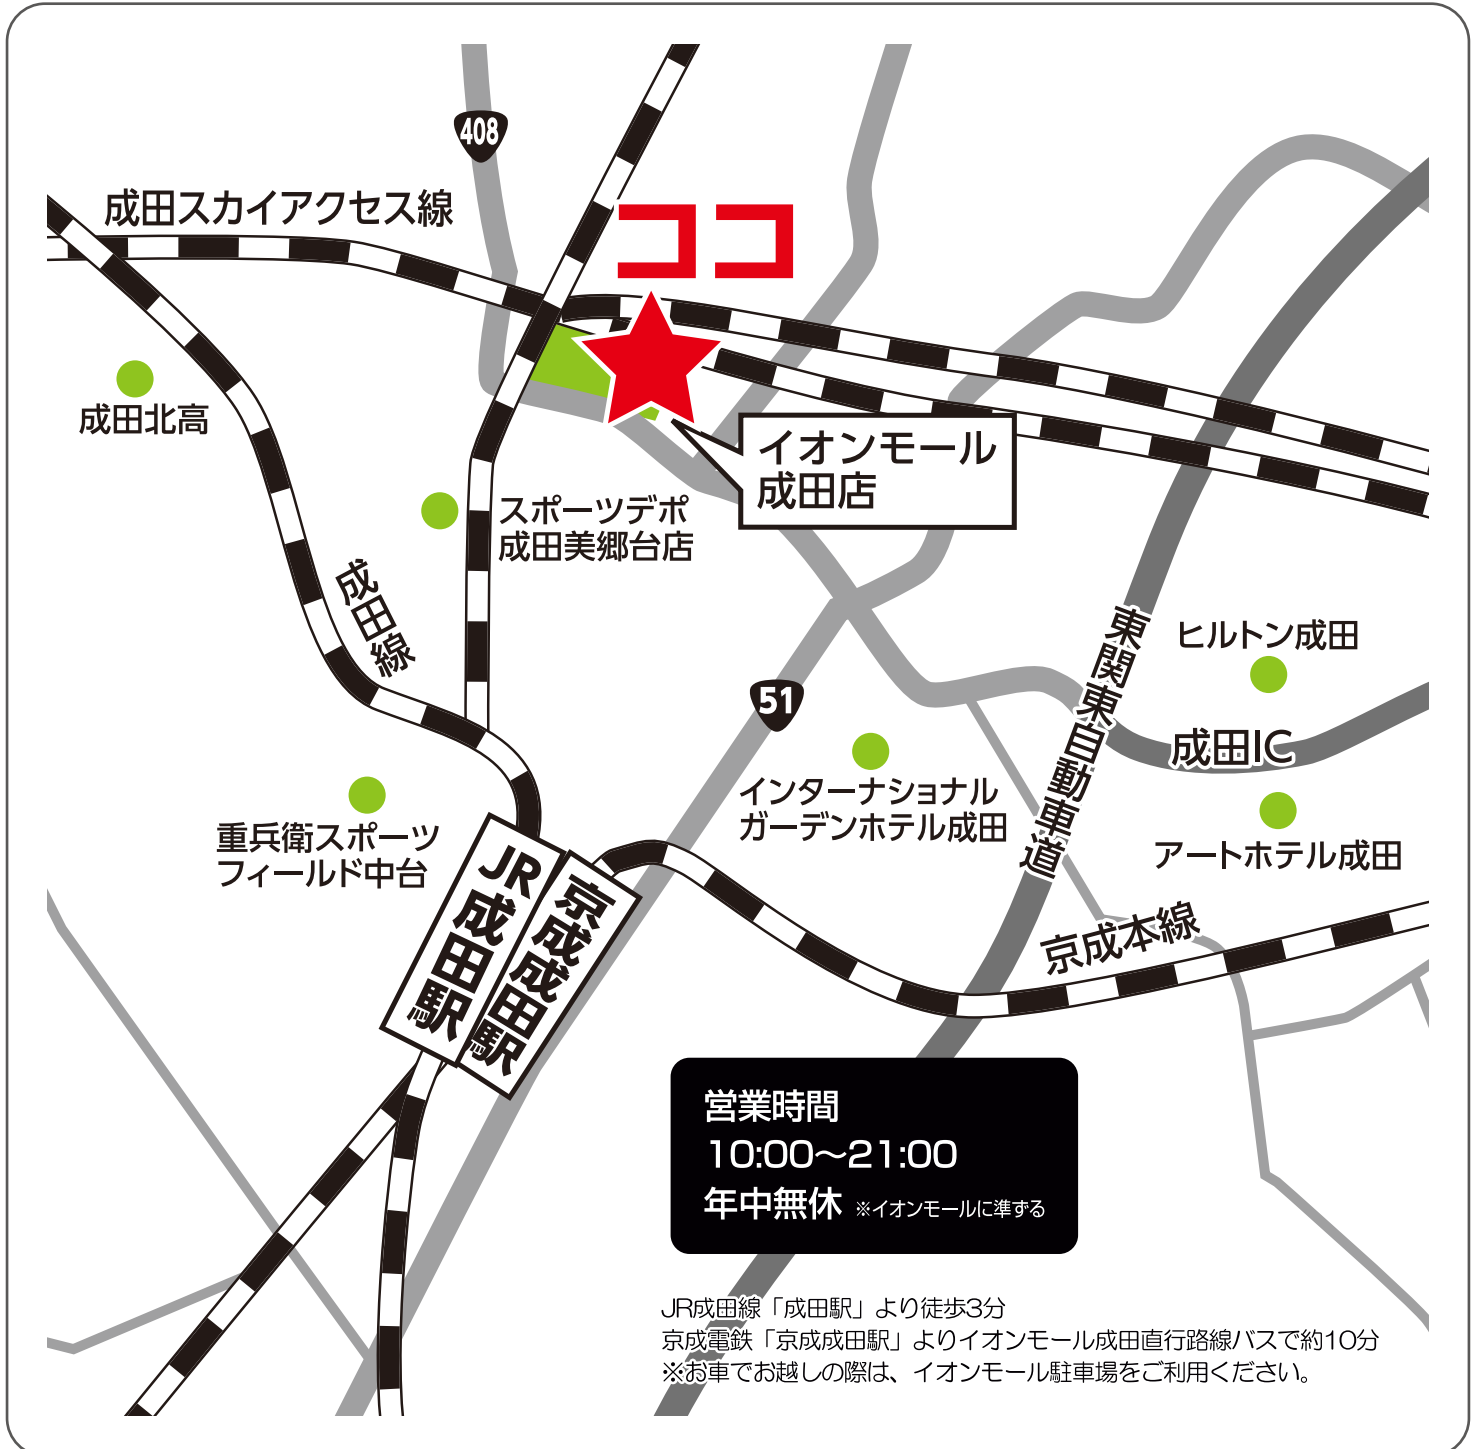 408
成田スカイアクセス線
ココ
成田北高
イオンモール
成田店
スポーツデポ
成田美郷台店
成田線
東関東自動車道
ヒルトン成田
51
成田IC
インターナショナル
ガーデンホテル成田
アートホテル成田
重兵衛スポーツ
フィールド中台
JR成田駅
京成成田駅
京成本線
営業時間
10:00～21:00
年中無休 ※イオンモールに準ずる
JR成田線「成田駅」より徒歩3分
京成電鉄「京成成田駅」よりイオンモール成田直行路線バスで約10分
※お車でお越しの際は、イオンモール駐車場をご利用ください。